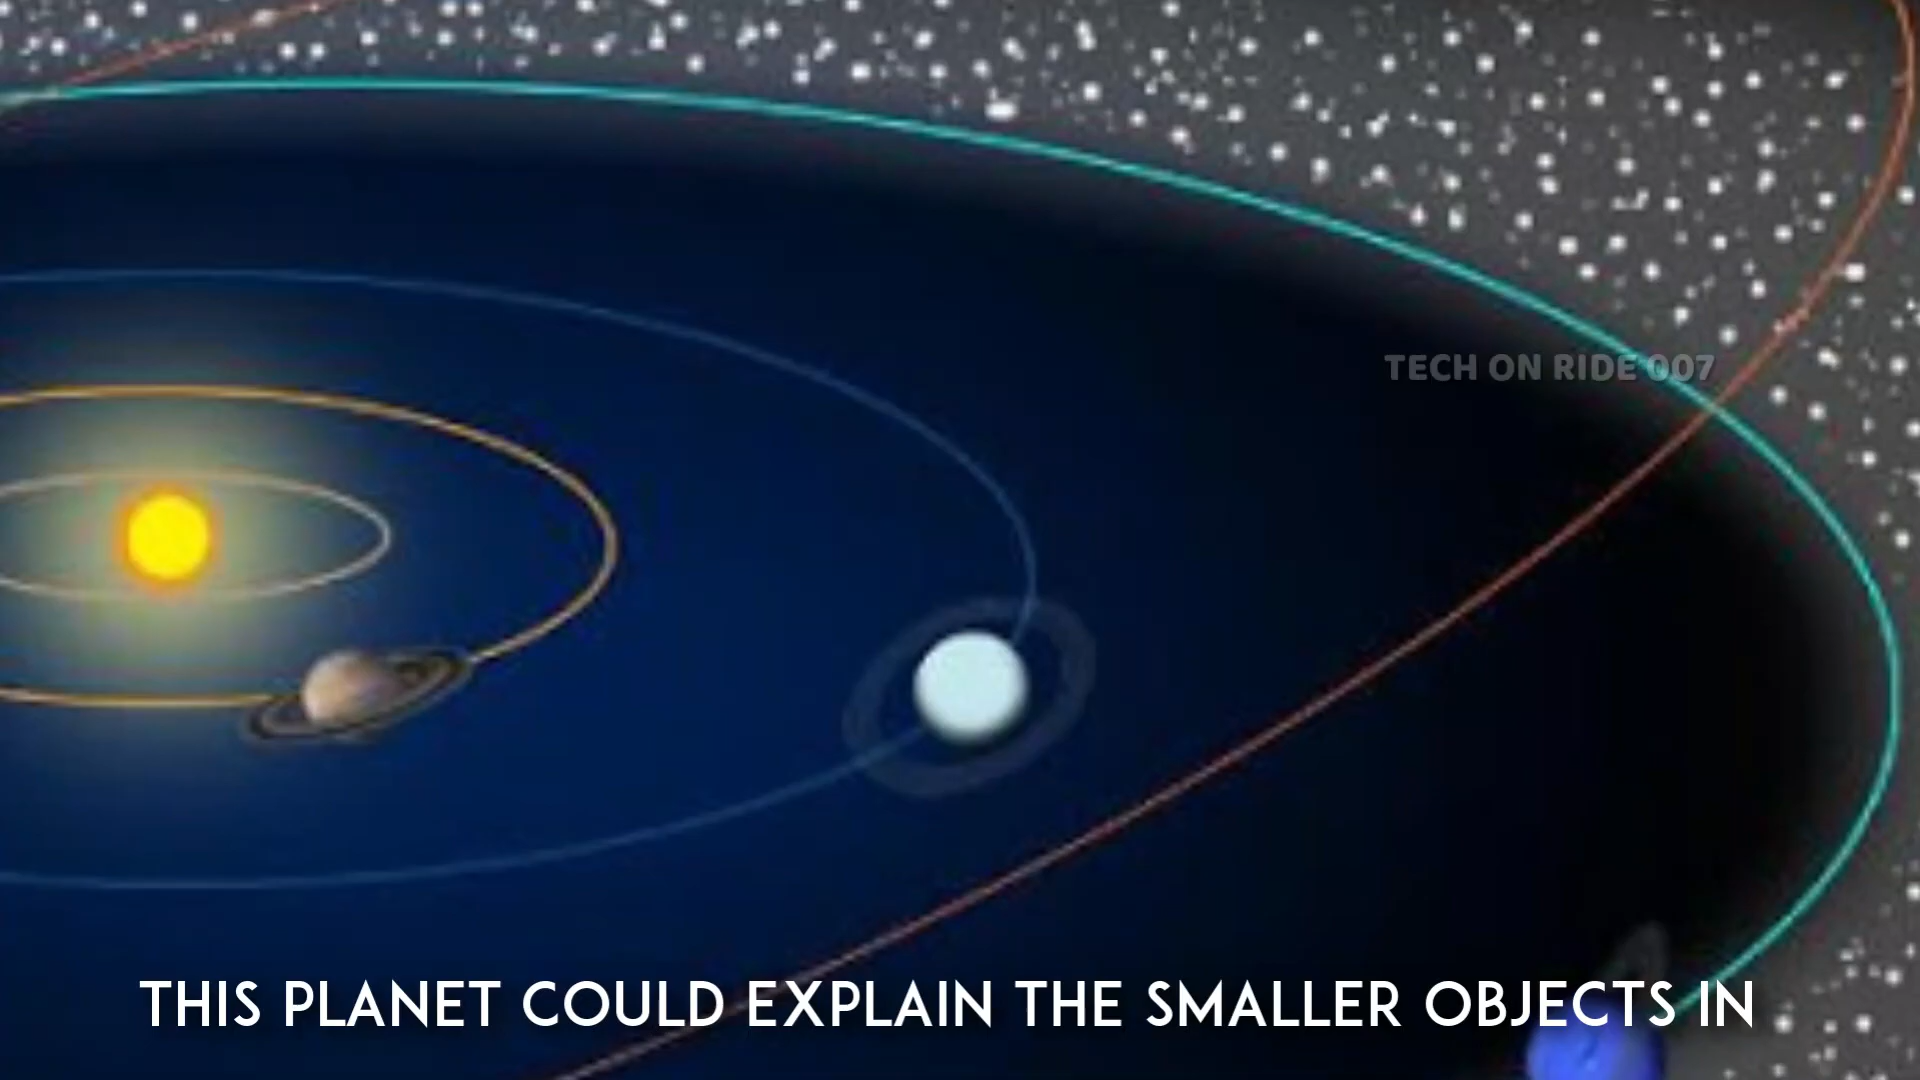 TECH ON RIDE 007
THIS PLANET COULD EXPLAIN THE SMALLER OBJECTS IN